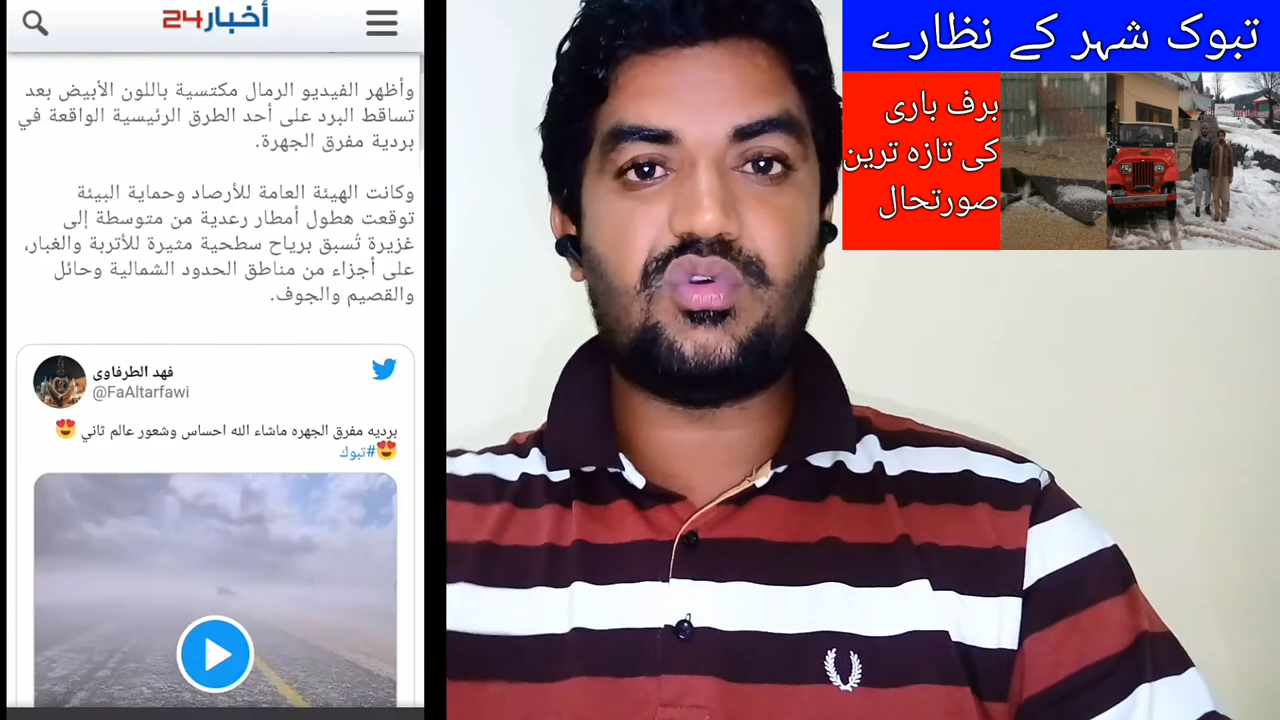 أخبار24
وأظهر الفيديو الرمال مكتسية باللون الأبيض بعد
تساقط البرد على أحد الطرق الرئيسية الواقعة في
بردية مفرق الجهرة.
وكانت الهيئة العامة للأرصاد وحماية البيئة
توقعت هطول أمطار رعدية من متوسطة إلى
غزيرة تُسبق برياح سطحية مثيرة للأتربة والغبار،
على أجزاء من مناطق الحدود الشمالية وحائل
والقصيم والجوف.
فهد الطرفاوي
@FaAltarfawi
برديه مفرق الجهره ماشاء الله احساس وشعور عالم ثاني 😍
😍#تبوك
تبوک شہر کے نظارے
برف باری
کی تازہ ترین
صورتحال